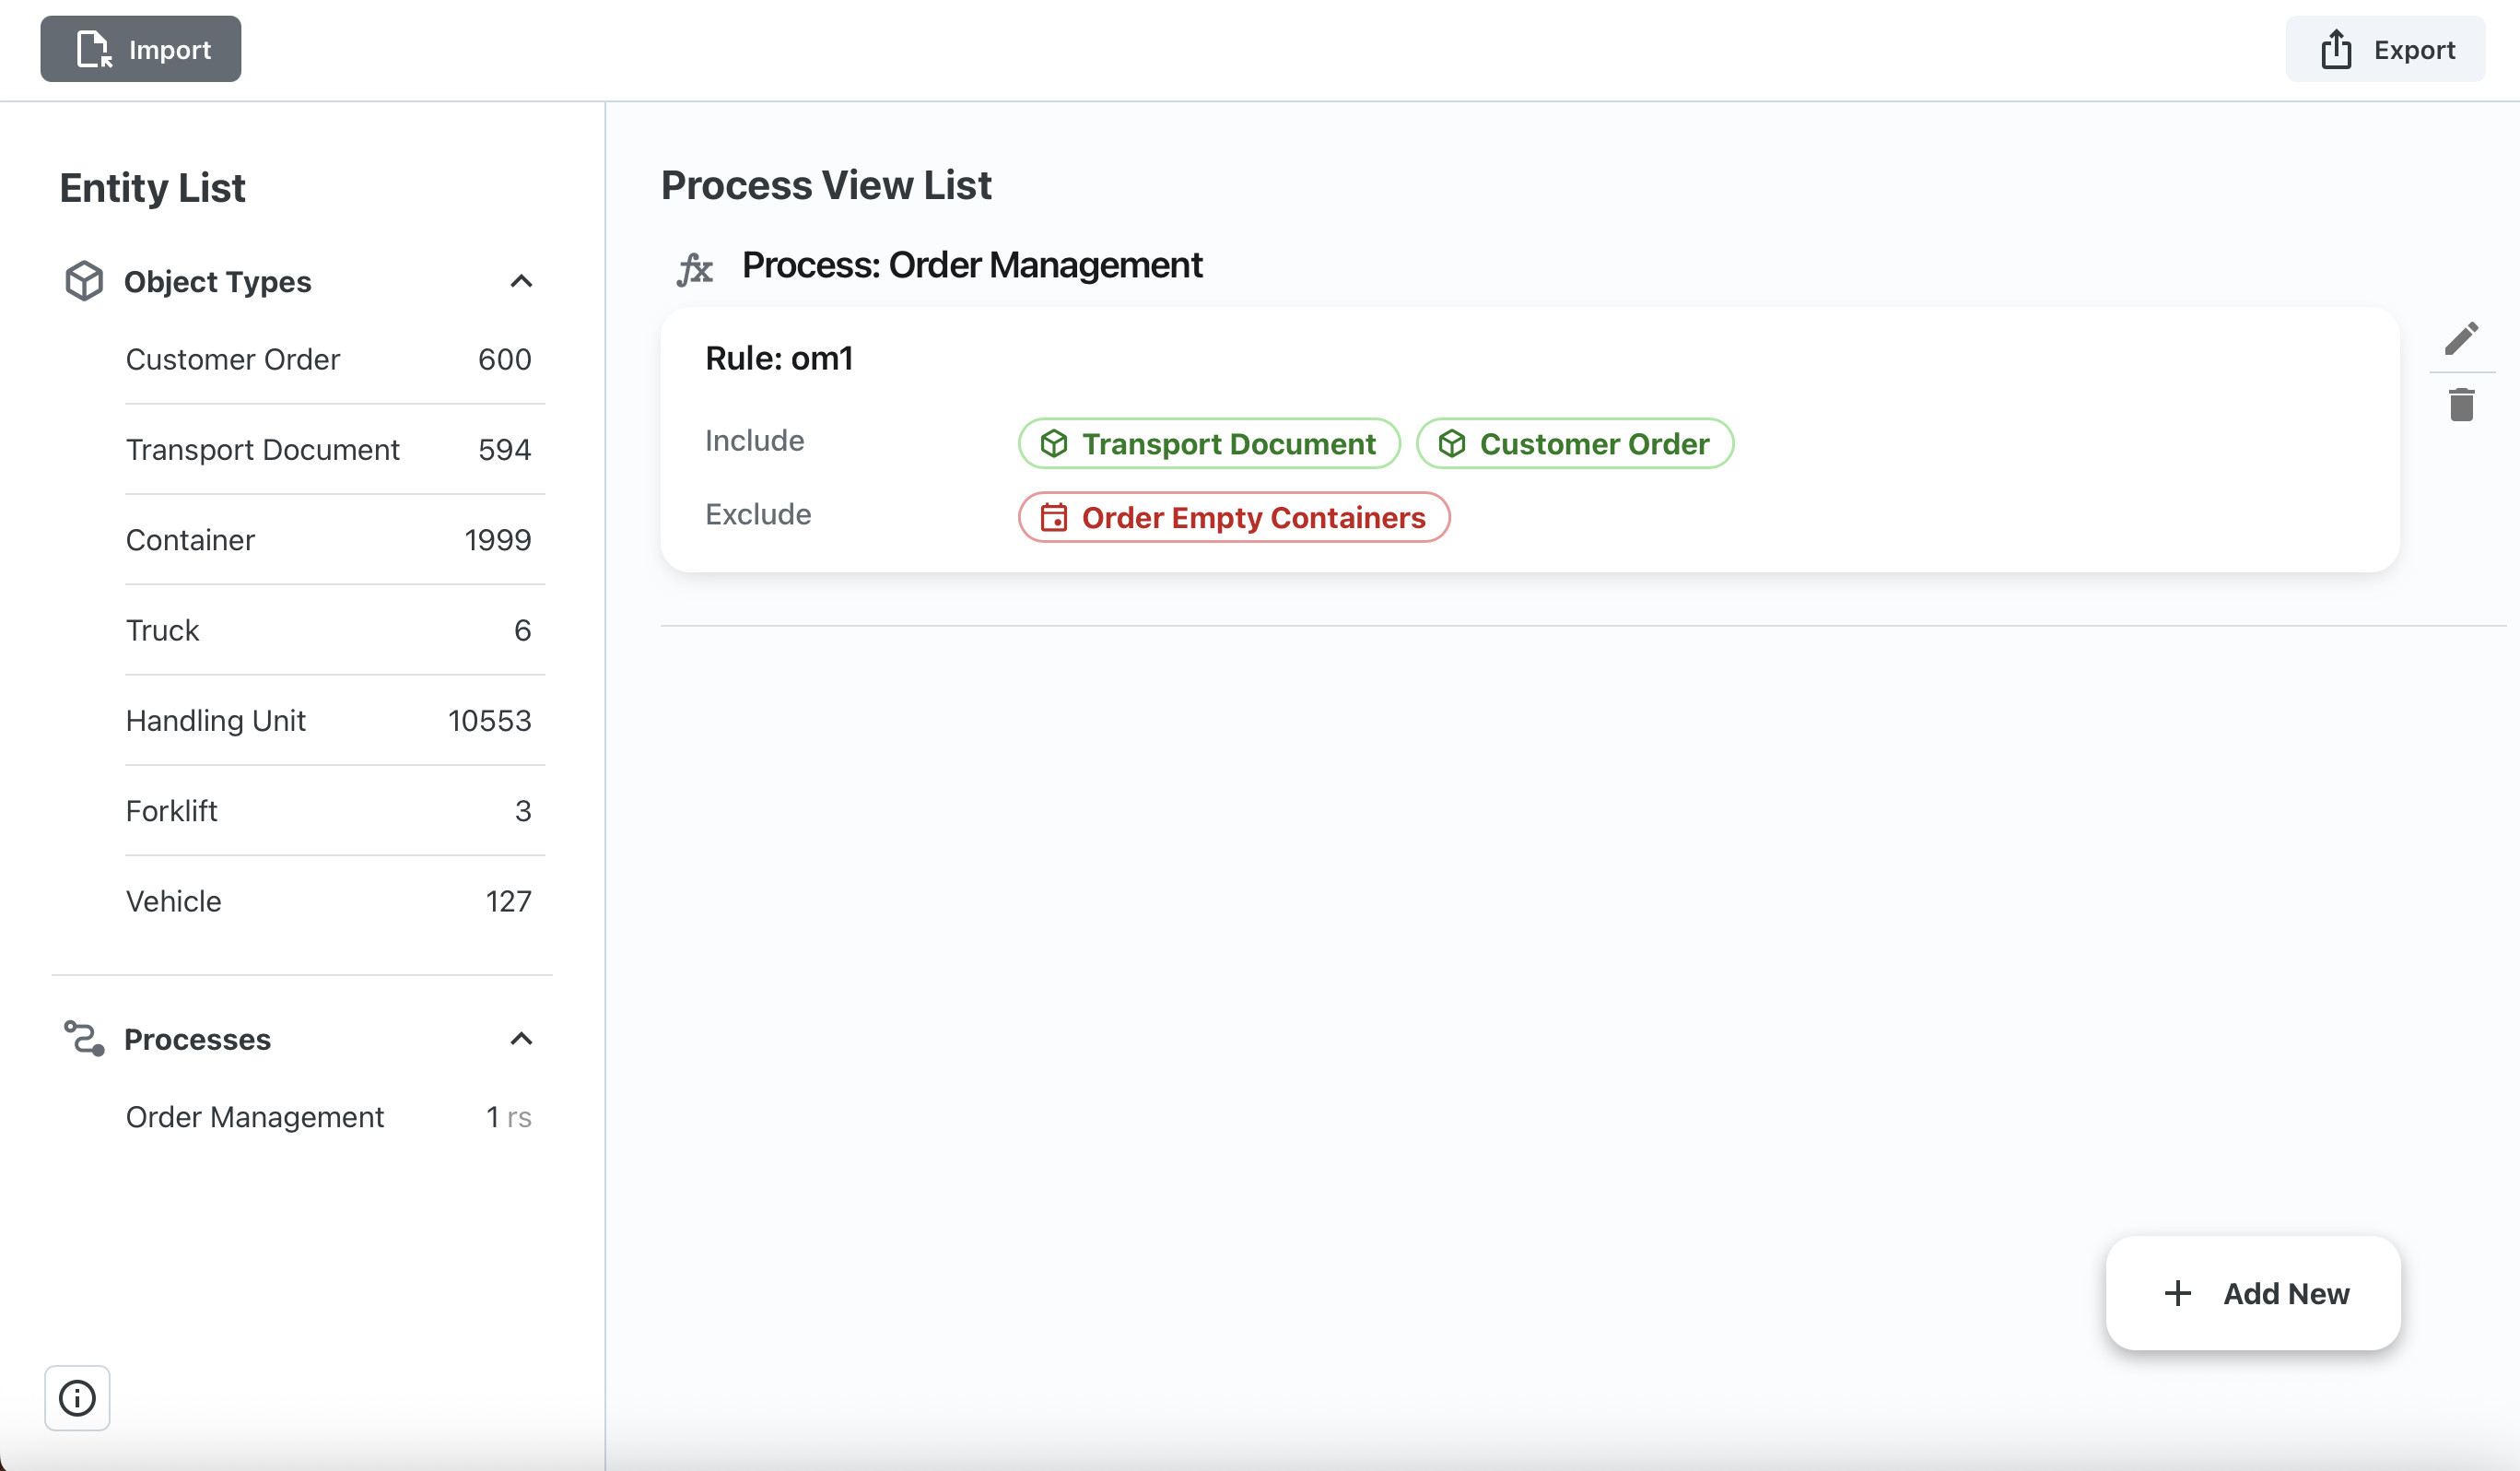 Import
Export
Entity List
Object Types
Customer Order 600
Transport Document 594
Container 1999
Truck 6
Handling Unit 10553
Forklift 3
Vehicle 127
Processes
Order Management 1 rs
Process View List
fx Process: Order Management
Rule: om1
Include Transport Document Customer Order
Exclude Order Empty Containers
+ Add New